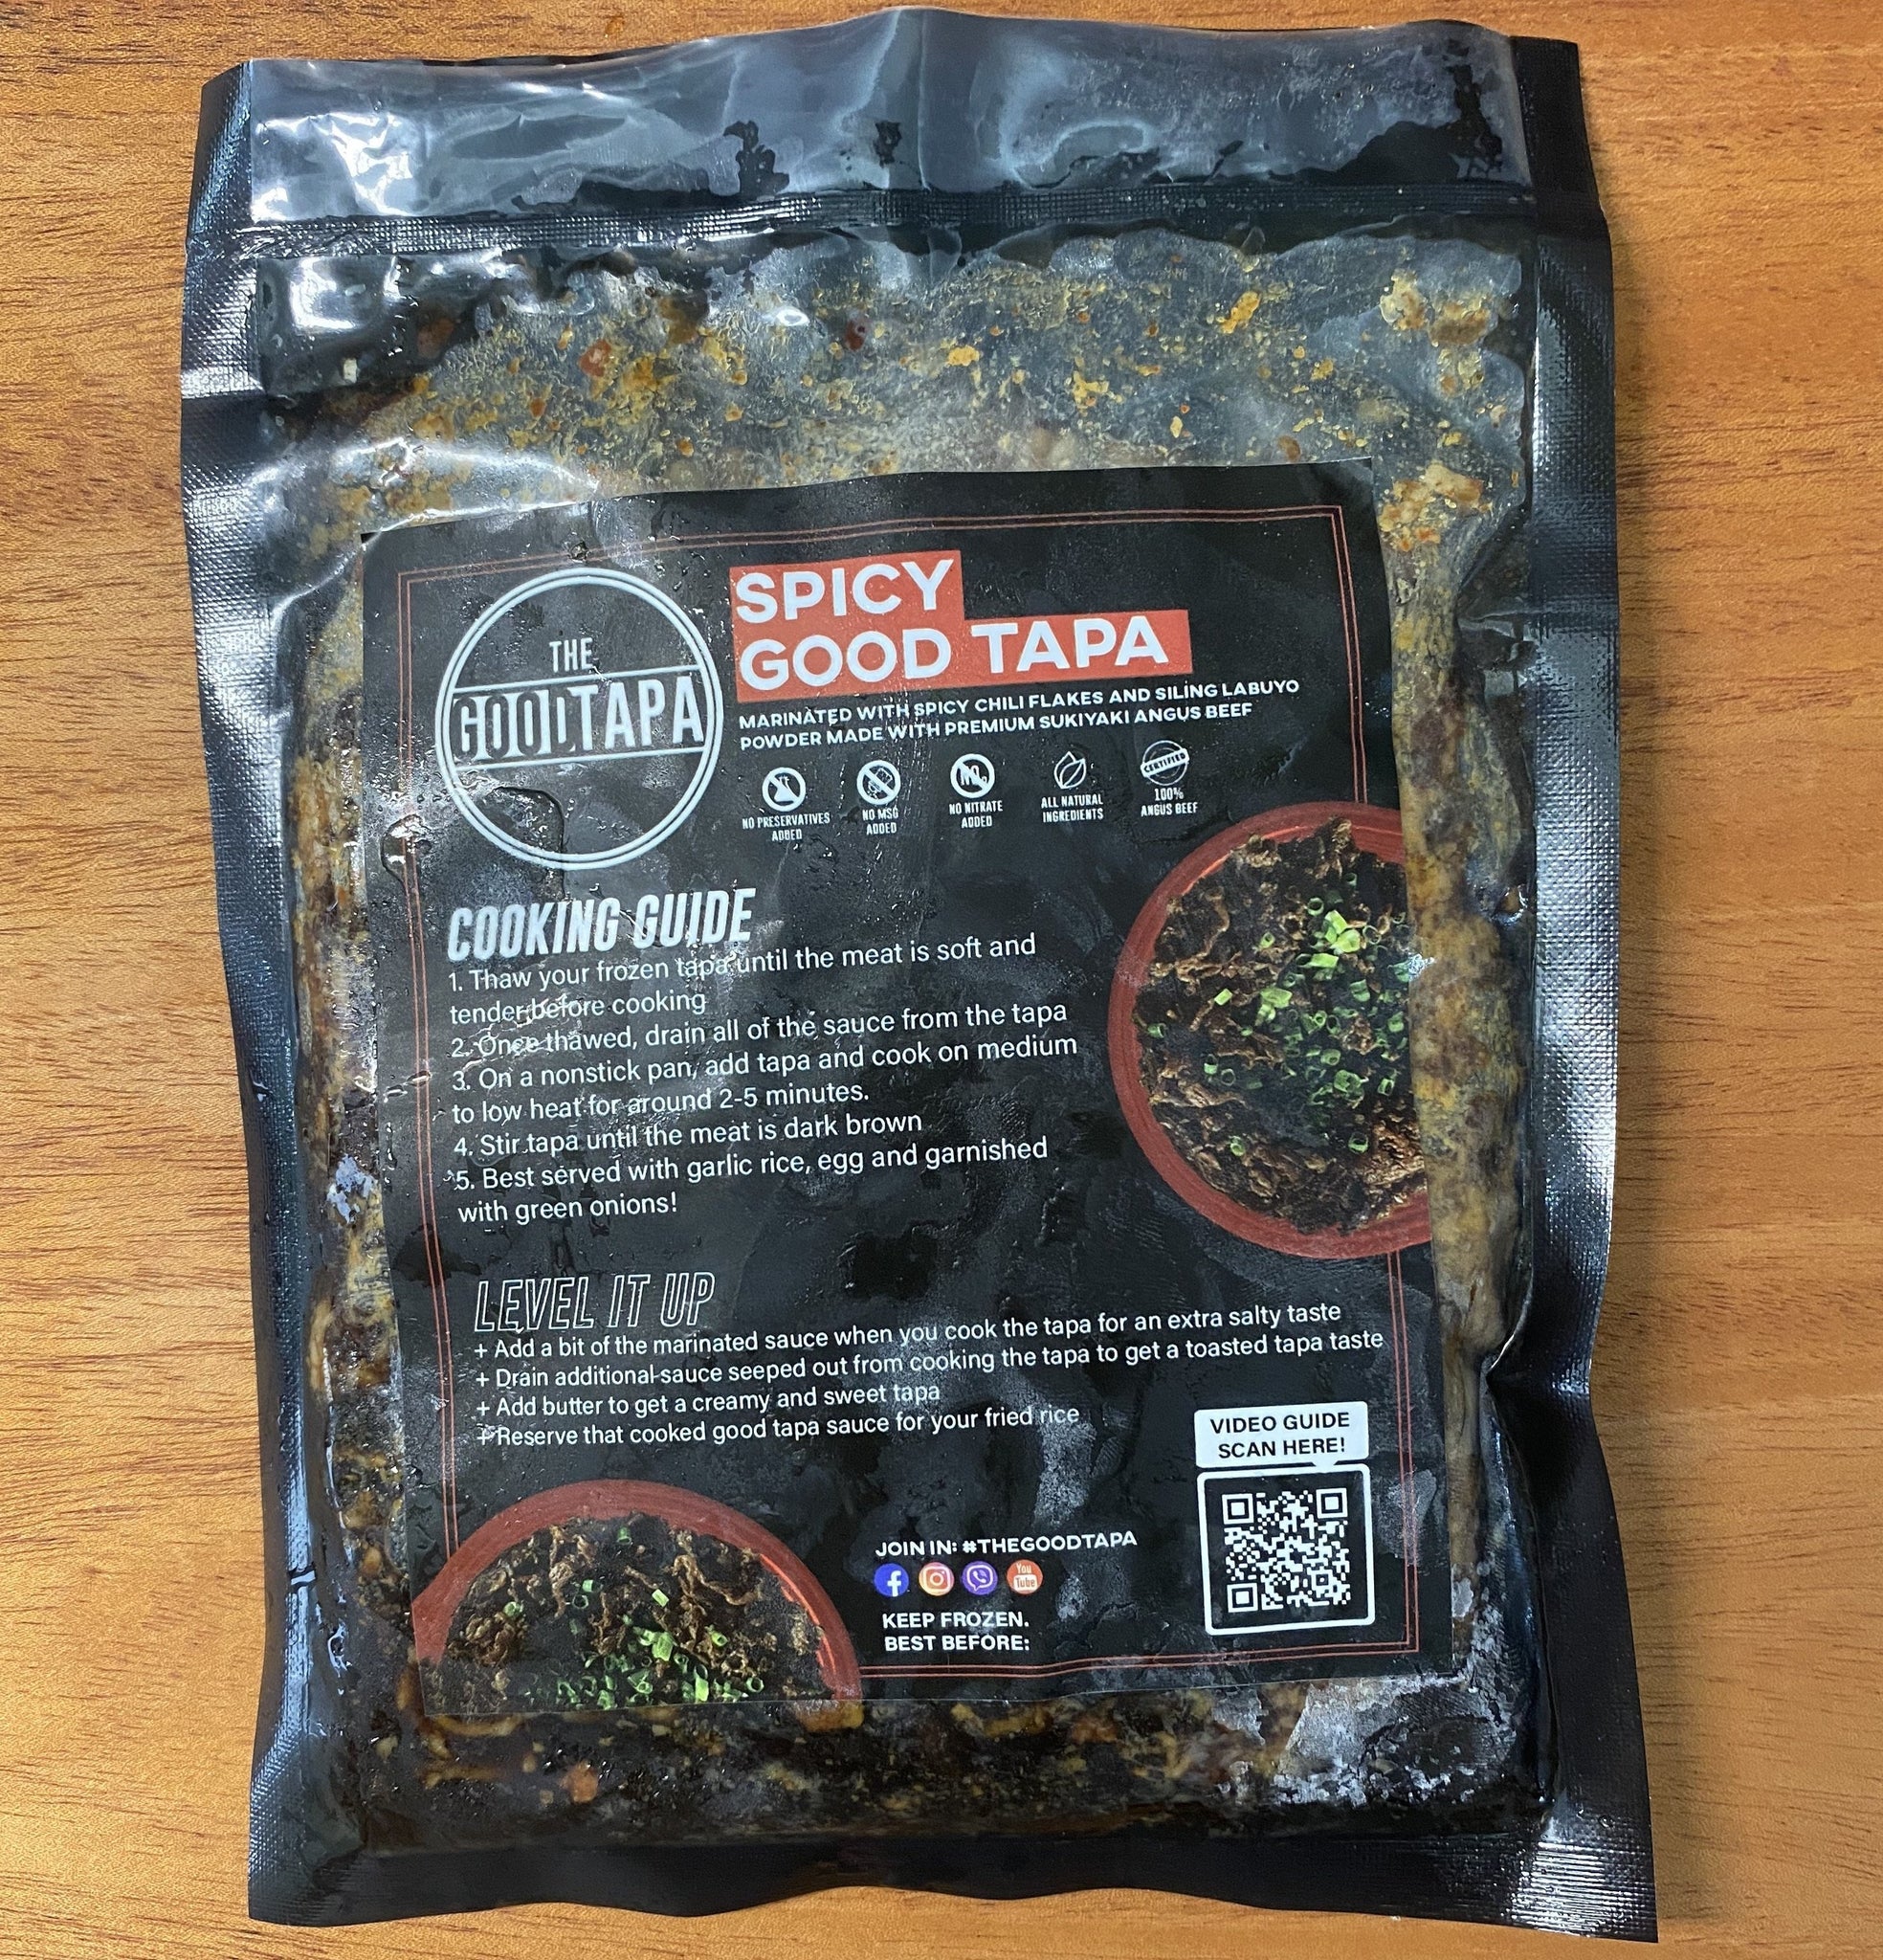 THE
GOOD TAPA
SPICY
GOOD TAPA
MARINATED WITH SPICY CHILI FLAKES AND SILING LABUYO
POWDER MADE WITH PREMIUM SUKIYAKI ANGUS BEEF
NO PRESERVATIVES
ADDED
NO MSG
ADDED
NO NITRATE
ADDED
ALL NATURAL
INGREDIENTS
CERTIFIED
100%
ANGUS BEEF
COOKING GUIDE
1. Thaw your frozen tapa until the meat is soft and
tender before cooking
2. Once thawed, drain all of the sauce from the tapa
3. On a nonstick pan, add tapa and cook on medium
to low heat for around 2-5 minutes.
4. Stir tapa until the meat is dark brown
5. Best served with garlic rice, egg and garnished
with green onions!
LEVEL IT UP
+ Add a bit of the marinated sauce when you cook the tapa for an extra salty taste
+ Drain additional sauce seeped out from cooking the tapa to get a toasted tapa taste
+ Add butter to get a creamy and sweet tapa
+ Reserve that cooked good tapa sauce for your fried rice
VIDEO GUIDE
SCAN HERE!
JOIN IN: #THEGOODTAPA
You
Tube
KEEP FROZEN.
BEST BEFORE: